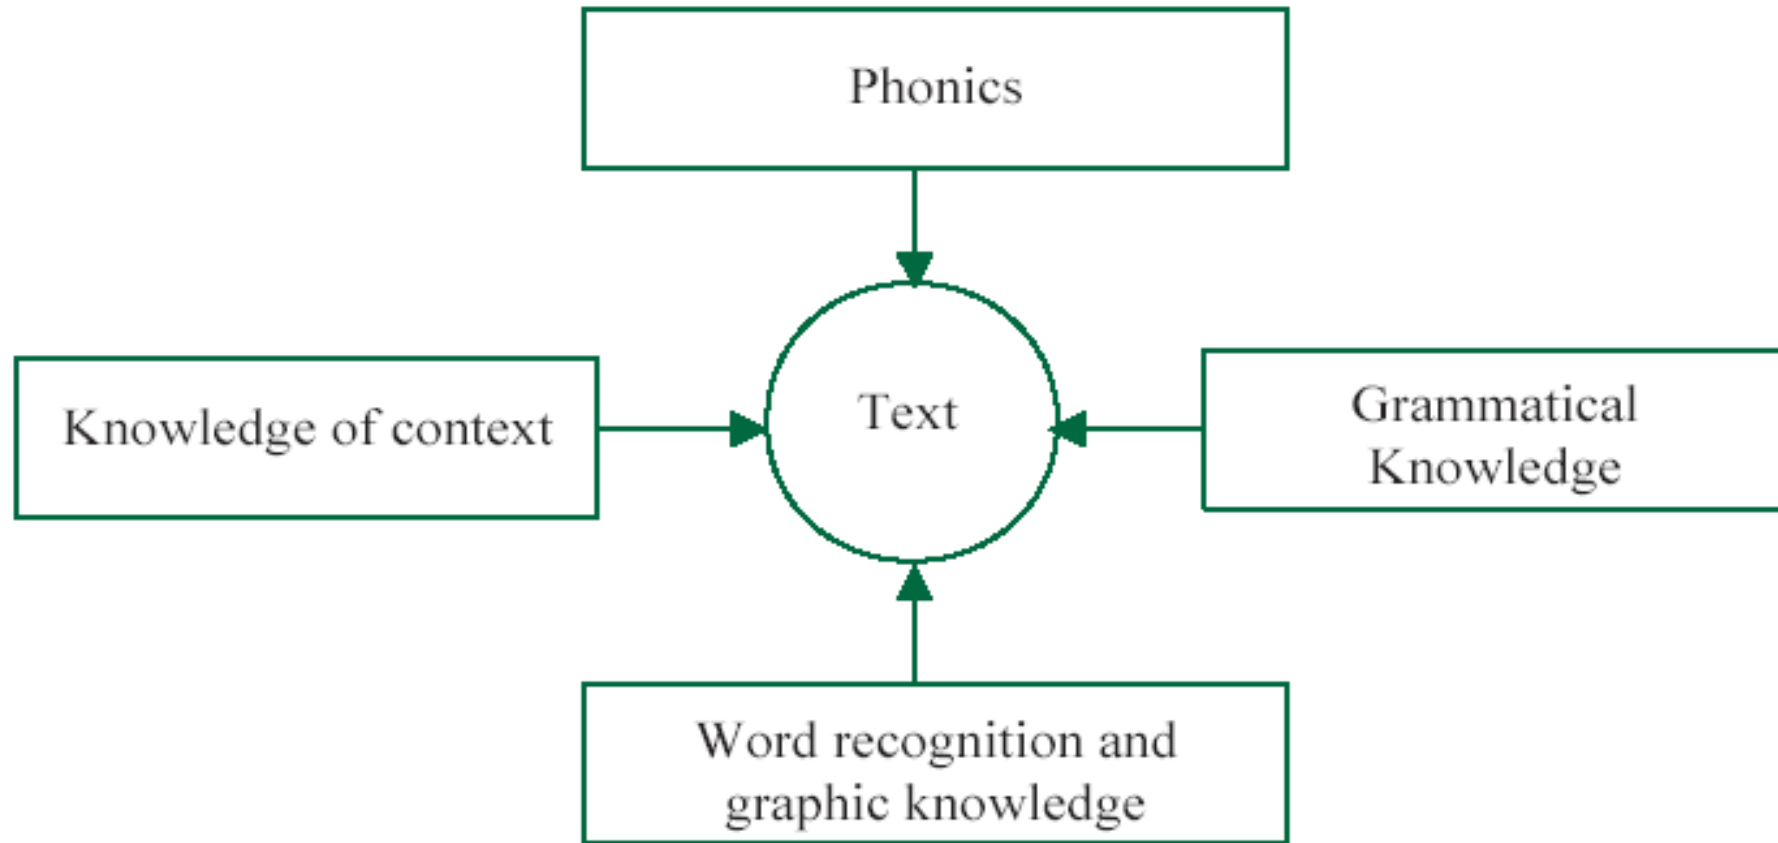 Phonics
Knowledge of context
Text
Grammatical
Knowledge
Word recognition and
graphic knowledge